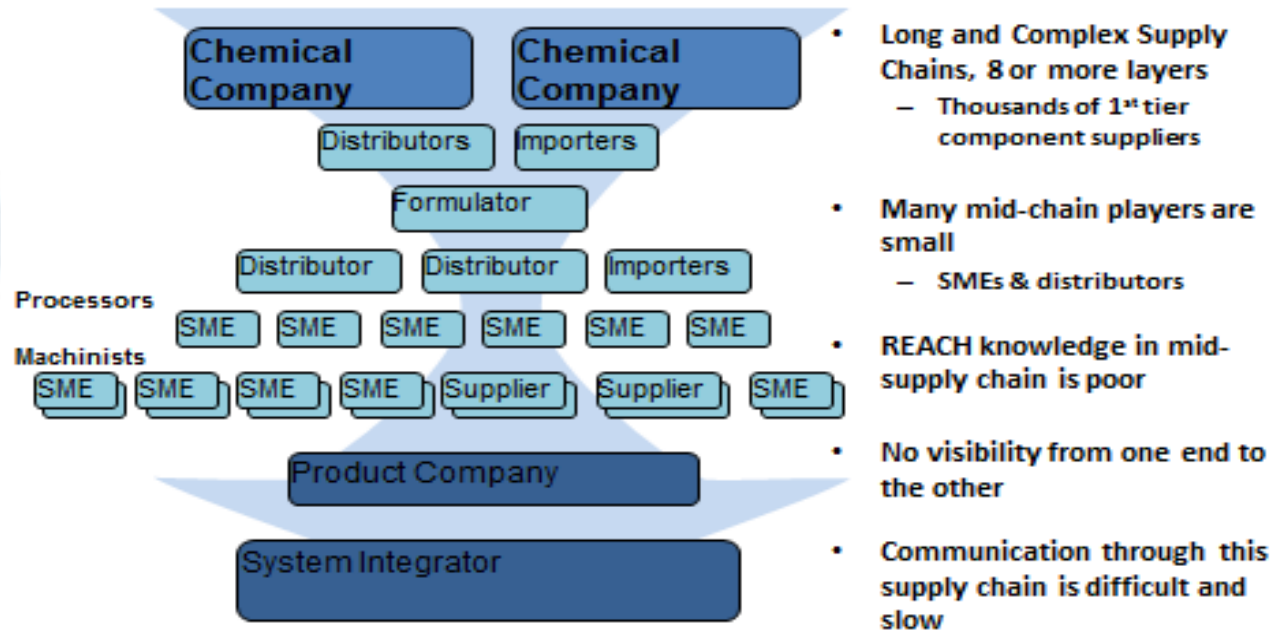 Chemical Company
Chemical Company
Distributors
Importers
Formulator
Distributor
Distributor
Importers
Processors
SME
SME
SME
SME
SME
SME
Machinists
SME
SME
SME
SME
Supplier
Supplier
SME
Product Company
System Integrator
• Long and Complex Supply
Chains, 8 or more layers
– Thousands of 1st tier
component suppliers
• Many mid-chain players are
small
– SMEs & distributors
• REACH knowledge in mid-
supply chain is poor
• No visibility from one end to
the other
• Communication through this
supply chain is difficult and
slow